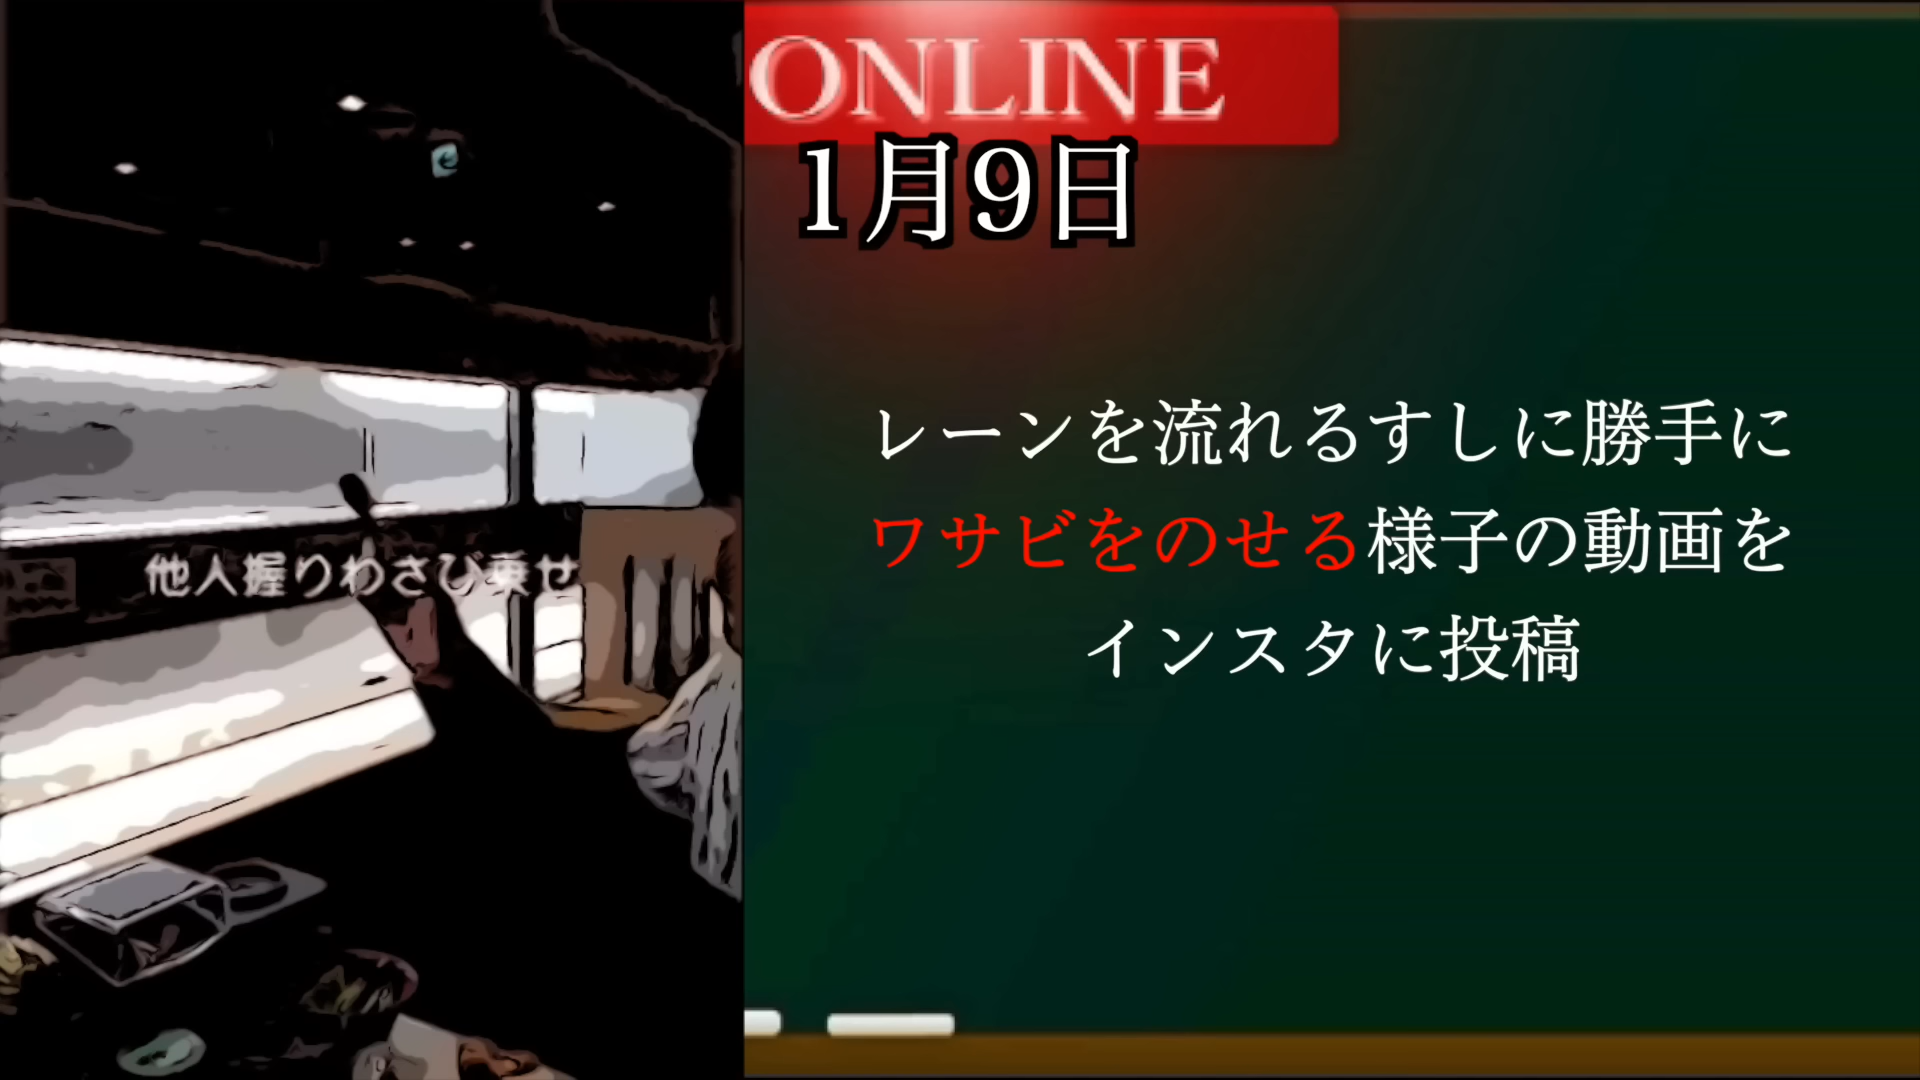 ONLINE
1月9日
レーンを流れるすしに勝手に
ワサビをのせる様子の動画を
インスタに投稿
他人握りわさび乗せ